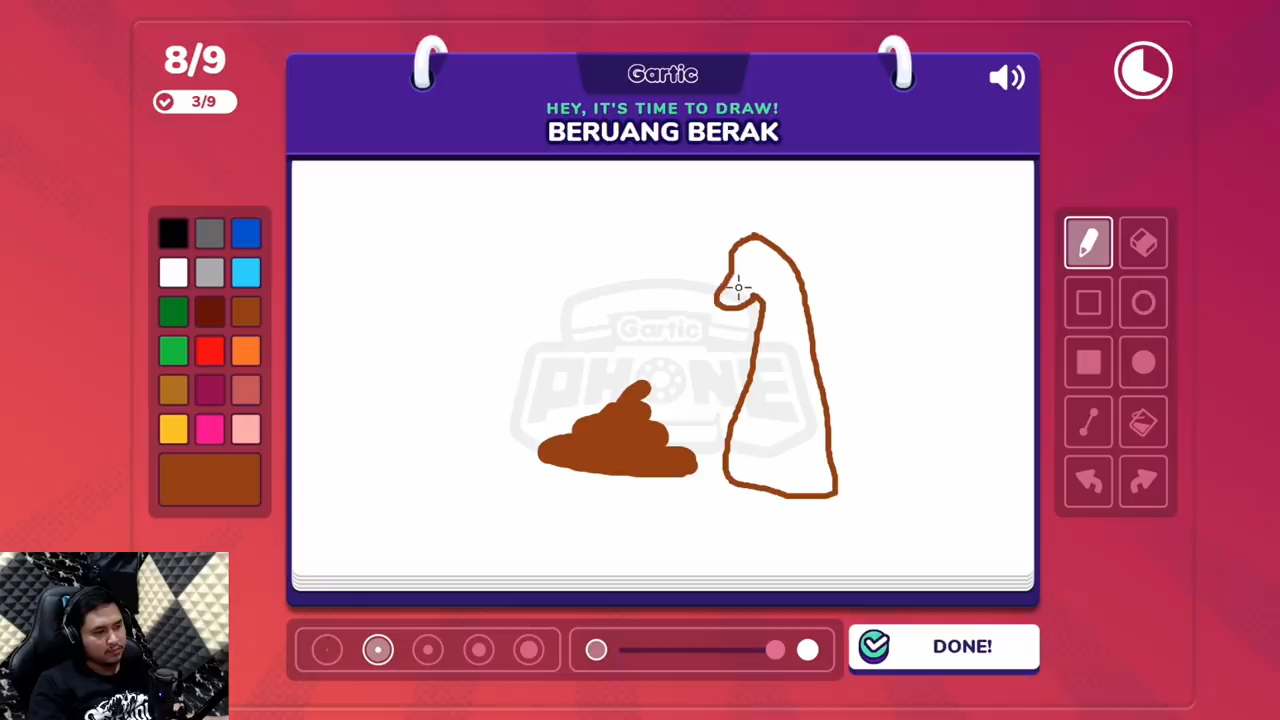 8/9
3/9
Gartic
HEY, IT'S TIME TO DRAW!
BERUANG BERAK
Gartic
PHONE
DONE!